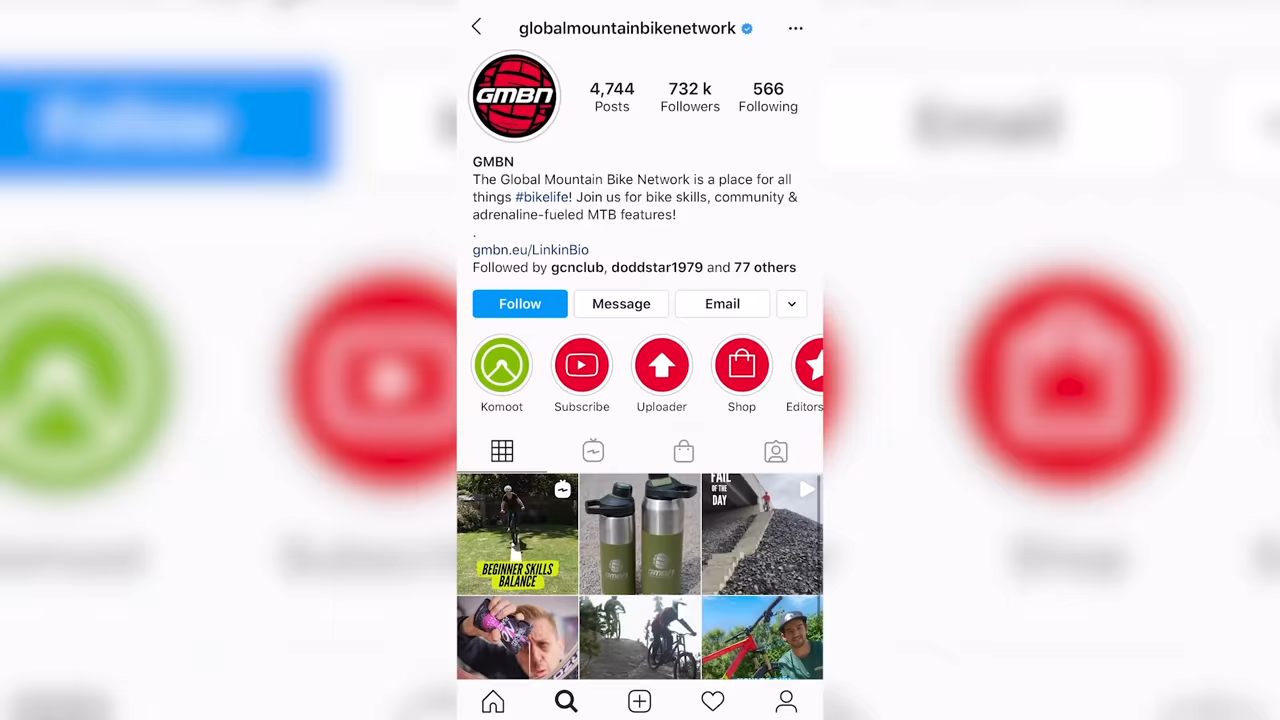 globalmountainbikenetwork
GMBN
4,744
Posts
732 k
Followers
566
Following
GMBN
The Global Mountain Bike Network is a place for all
things #bikelife! Join us for bike skills, community &
adrenaline-fueled MTB features!
.
gmbn.eu/LinkinBio
Followed by gcnclub, doddstar1979 and 77 others
Follow
Message
Email
Komoot
Subscribe
Uploader
Shop
Editors
BEGINNER SKILLS
BALANCE
GMBN
GMBN
FAIL
OF THE
DAY